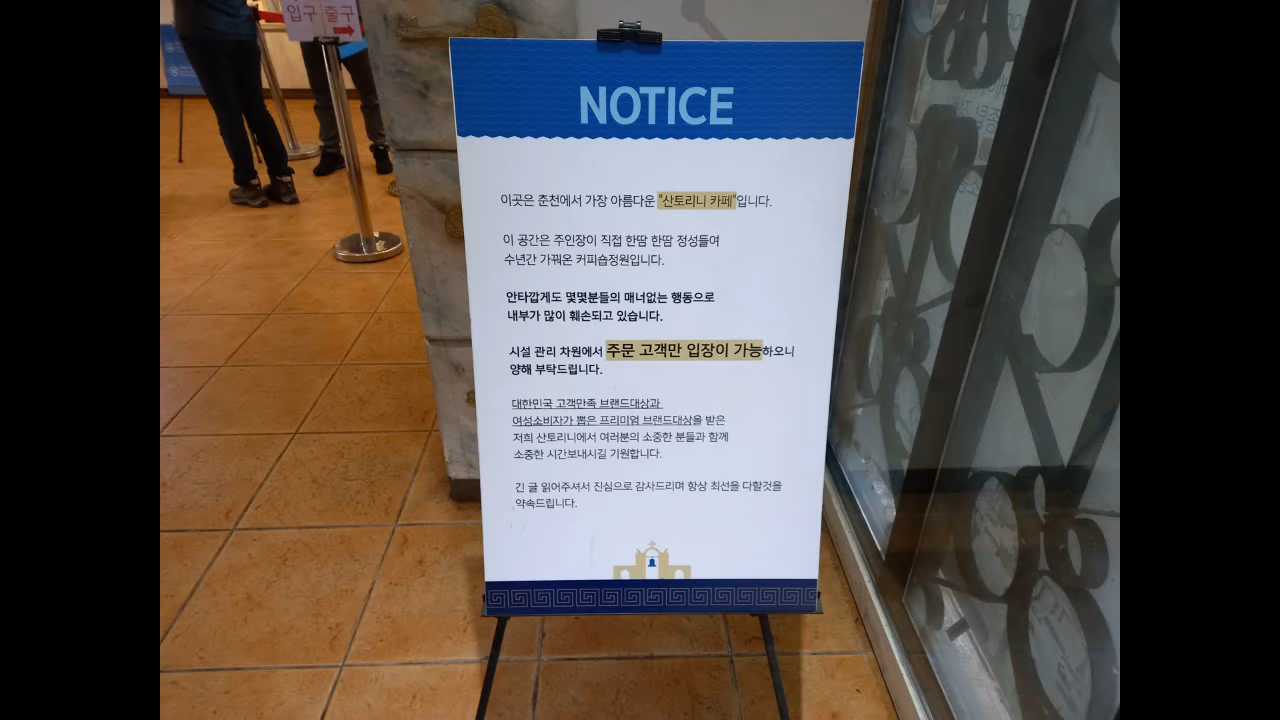 입구 출구
NOTICE
이곳은 춘천에서 가장 아름다운 "산토리니 카페"입니다.
이 공간은 주인장이 직접 한땀 한땀 정성들여
수년간 가꿔온 커피숍정원입니다.
안타깝게도 몇몇분들의 매너없는 행동으로
내부가 많이 훼손되고 있습니다.
시설 관리 차원에서 주문 고객만 입장이 가능하오니
양해 부탁드립니다.
대한민국 고객만족 브랜드대상과
여성소비자가 뽑은 프리미엄 브랜드대상을 받은
저희 산토리니에서 여러분의 소중한 분들과 함께
소중한 시간보내시길 기원합니다.
긴 글 읽어주셔서 진심으로 감사드리며 항상 최선을 다할것을
약속드립니다.